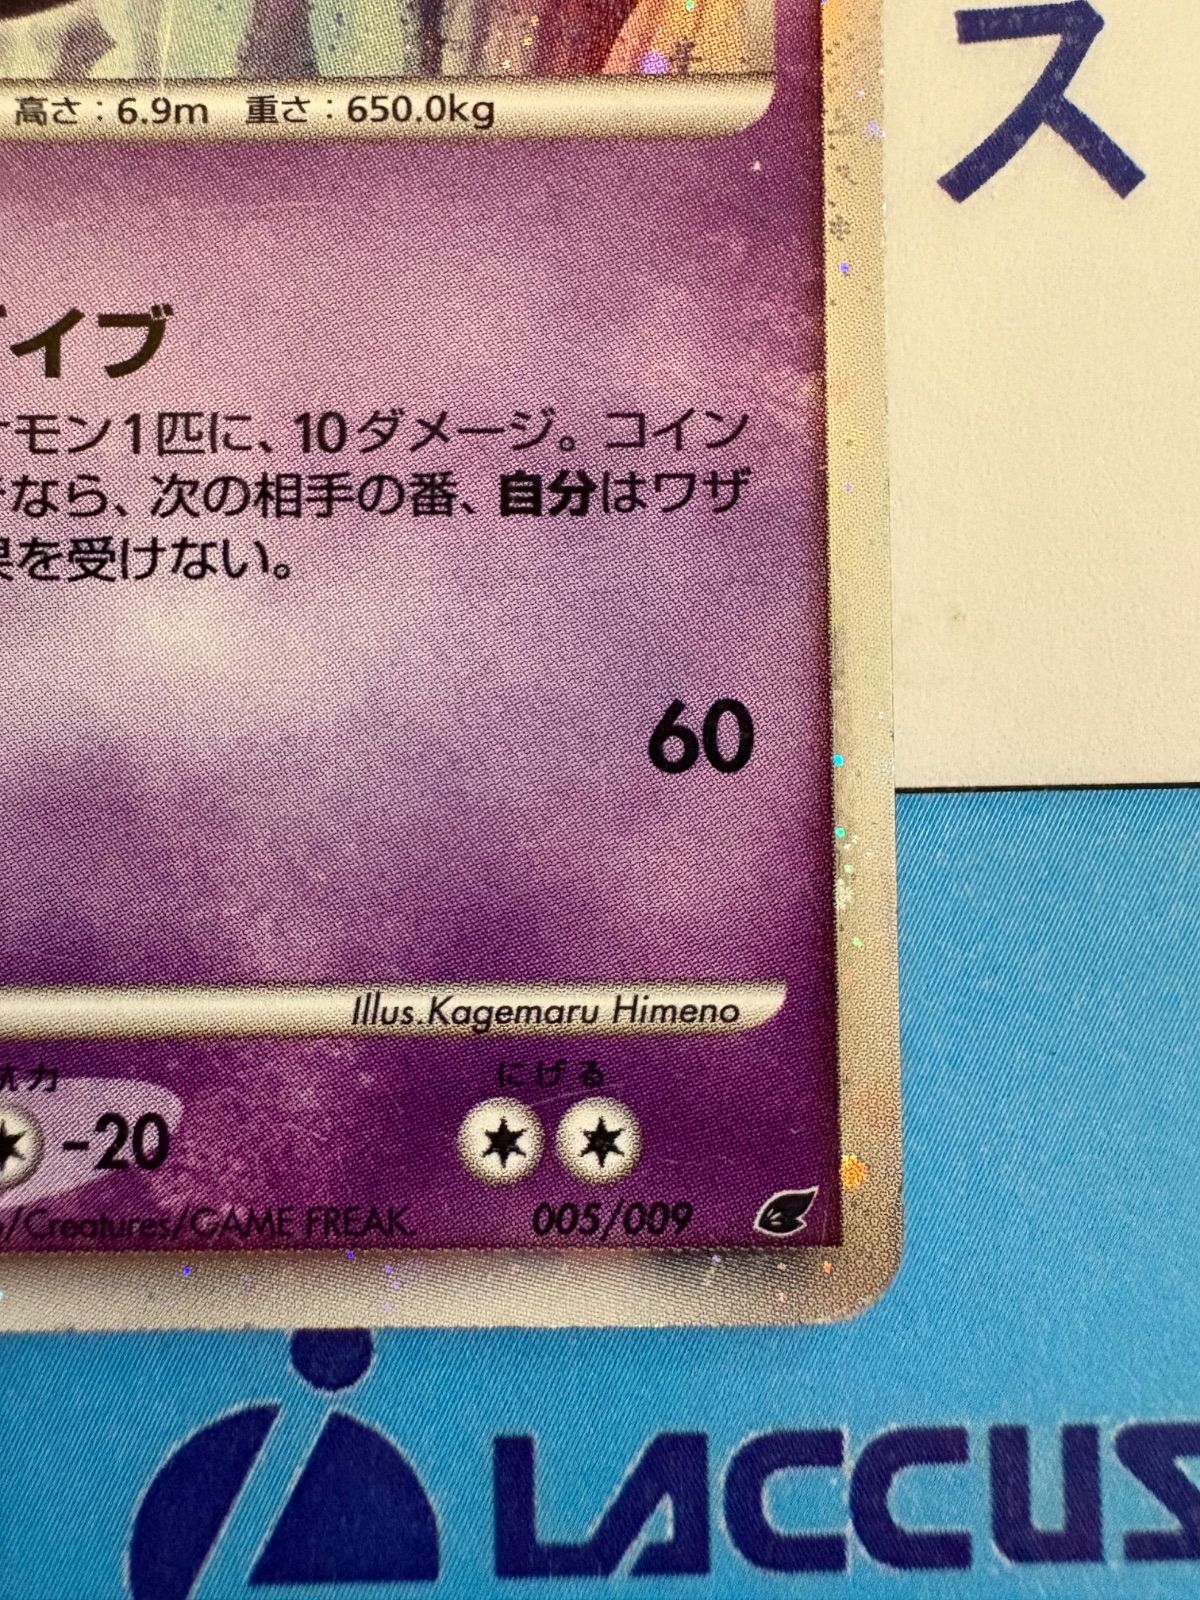 ス
高さ：6.9m 重さ：650.0kg
イブ
モン1匹に、10ダメージ。コイン
なら、次の相手の番、自分はワザ
を受けない。
60
Illus.Kagemaru Himeno
力 にげる
-20
/Creatures/GAME FREAK. 005/009
LACCUS